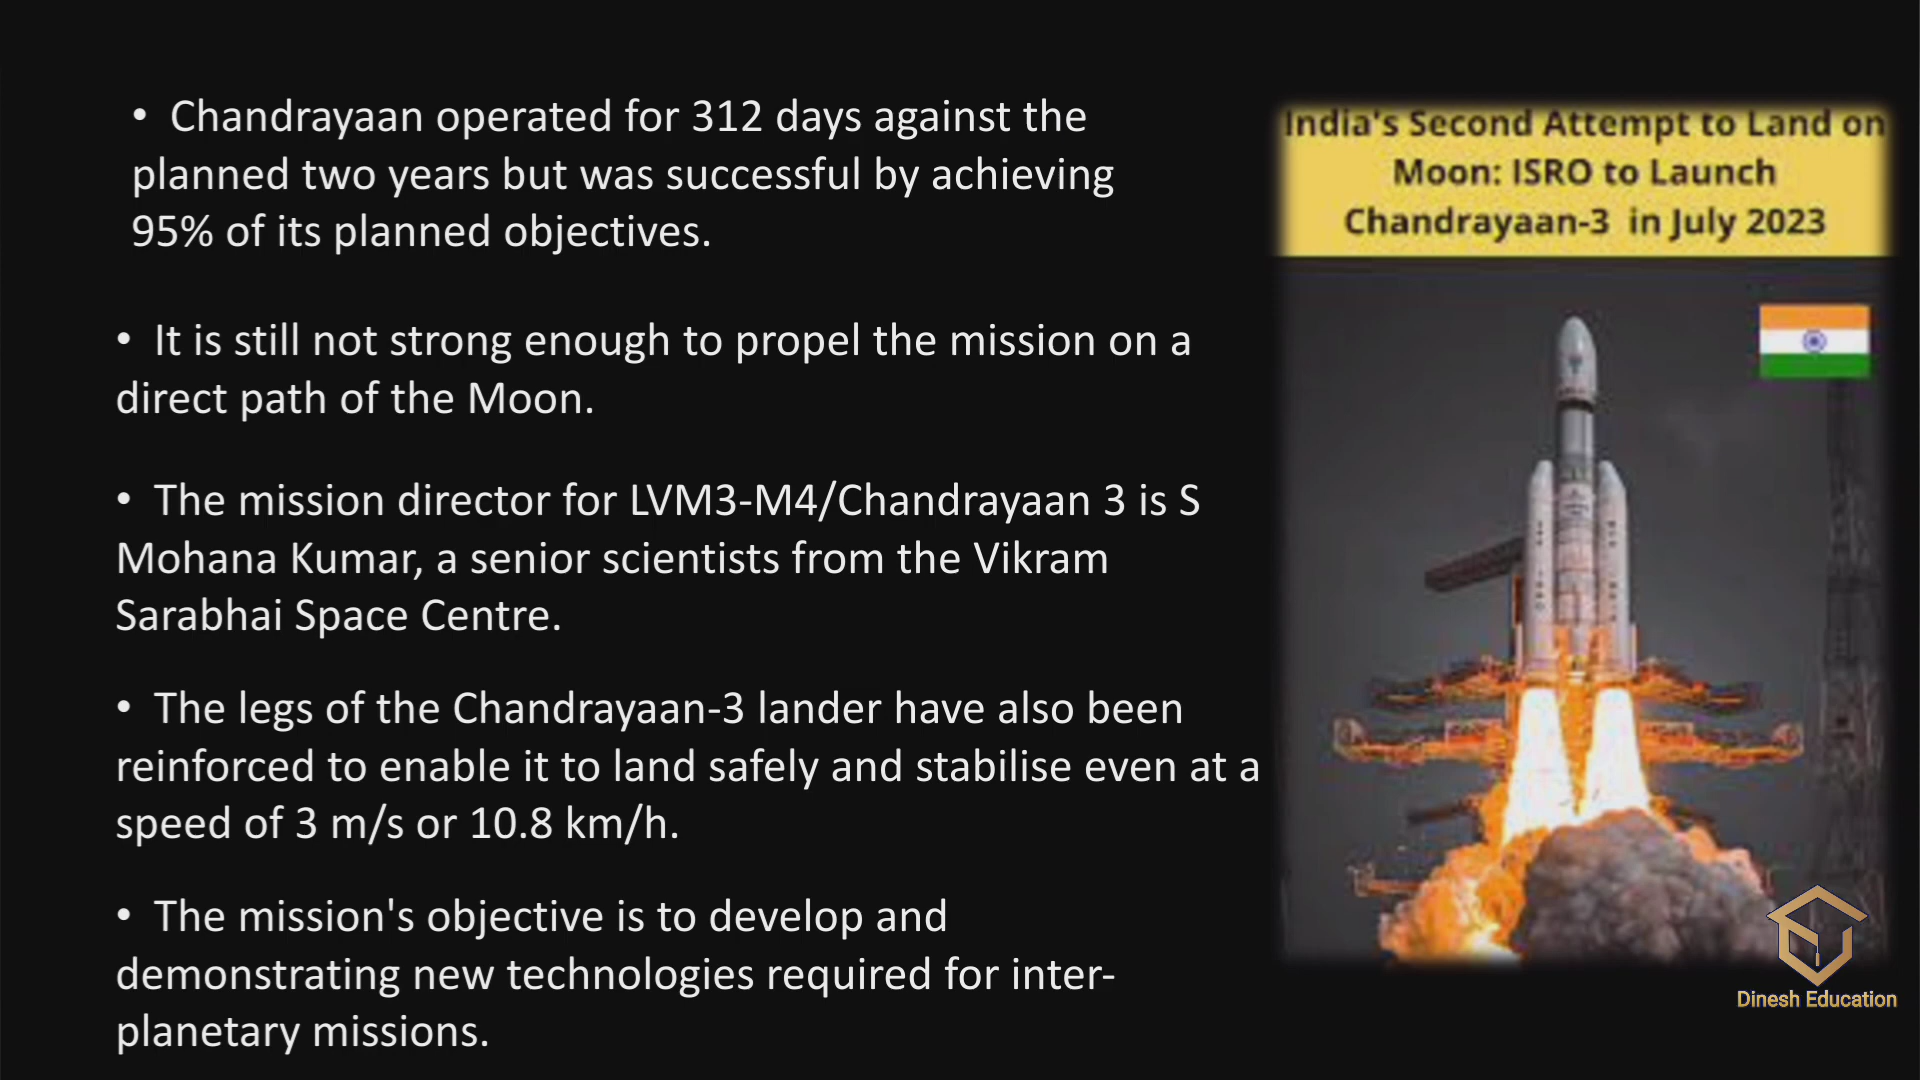 • Chandrayaan operated for 312 days against the
planned two years but was successful by achieving
95% of its planned objectives.
• It is still not strong enough to propel the mission on a
direct path of the Moon.
• The mission director for LVM3-M4/Chandrayaan 3 is S
Mohana Kumar, a senior scientists from the Vikram
Sarabhai Space Centre.
• The legs of the Chandrayaan-3 lander have also been
reinforced to enable it to land safely and stabilise even at a
speed of 3 m/s or 10.8 km/h.
• The mission's objective is to develop and
demonstrating new technologies required for inter-
planetary missions.
India's Second Attempt to Land on
Moon: ISRO to Launch
Chandrayaan-3 in July 2023
Dinesh Education